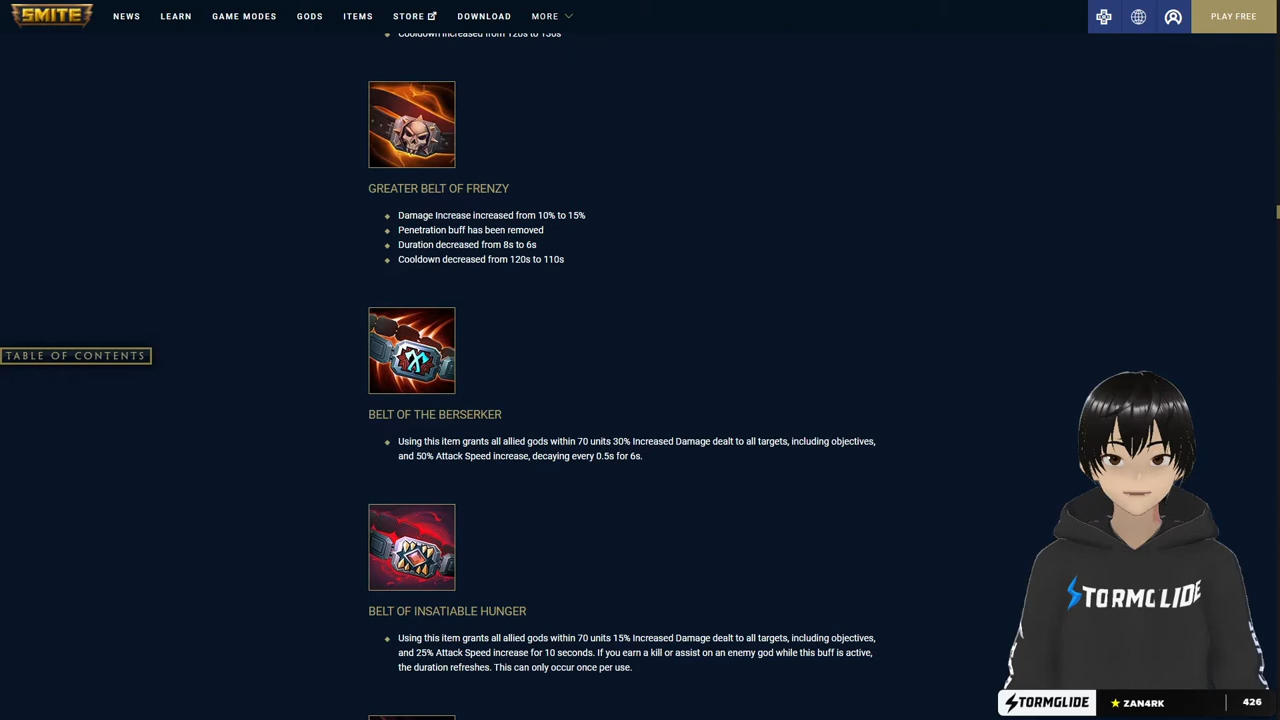 SMITE NEWS LEARN GAME MODES GODS ITEMS STORE DOWNLOAD MORE PLAY FREE
Cooldown increased from 120s to 130s
GREATER BELT OF FRENZY
Damage Increase increased from 10% to 15%
Penetration buff has been removed
Duration decreased from 8s to 6s
Cooldown decreased from 120s to 110s
TABLE OF CONTENTS
BELT OF THE BERSERKER
Using this item grants all allied gods within 70 units 30% Increased Damage dealt to all targets, including objectives,
and 50% Attack Speed increase, decaying every 0.5s for 6s.
STORMGLIDE
BELT OF INSATIABLE HUNGER
Using this item grants all allied gods within 70 units 15% Increased Damage dealt to all targets, including objectives,
and 25% Attack Speed increase for 10 seconds. If you earn a kill or assist on an enemy god while this buff is active,
the duration refreshes. This can only occur once per use.
STORMGLIDE ZAN4RK 426